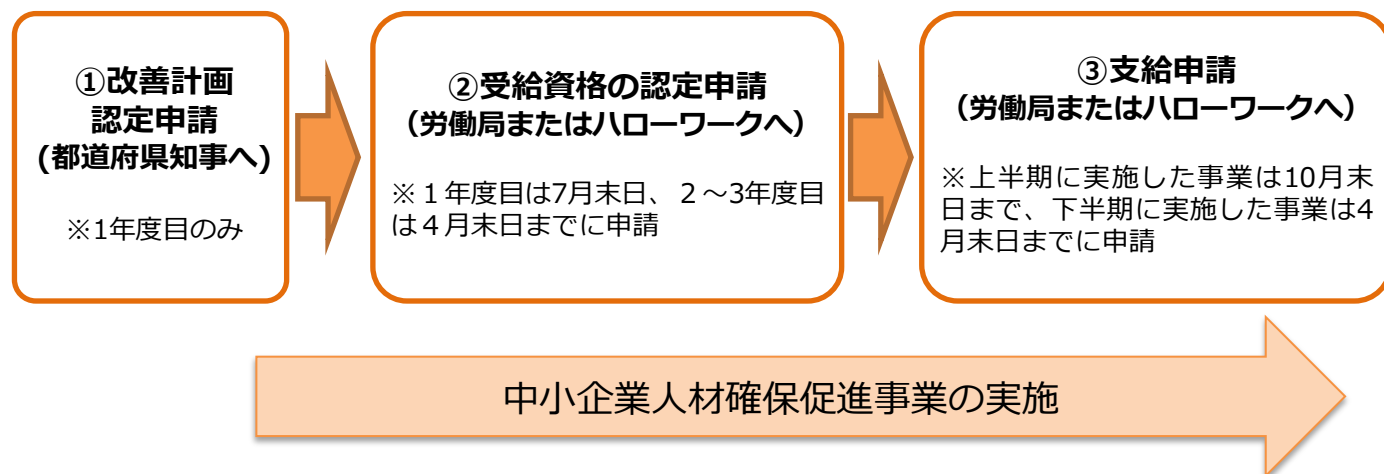 ①改善計画
認定申請
(都道府県知事へ)
※1年度目のみ
②受給資格の認定申請
（労働局またはハローワークへ）
※１年度目は7月末日、２～3年度目
は４月末日までに申請
③支給申請
（労働局またはハローワークへ）
※上半期に実施した事業は10月末
日まで、下半期に実施した事業は4
月末日までに申請
中小企業人材確保促進事業の実施